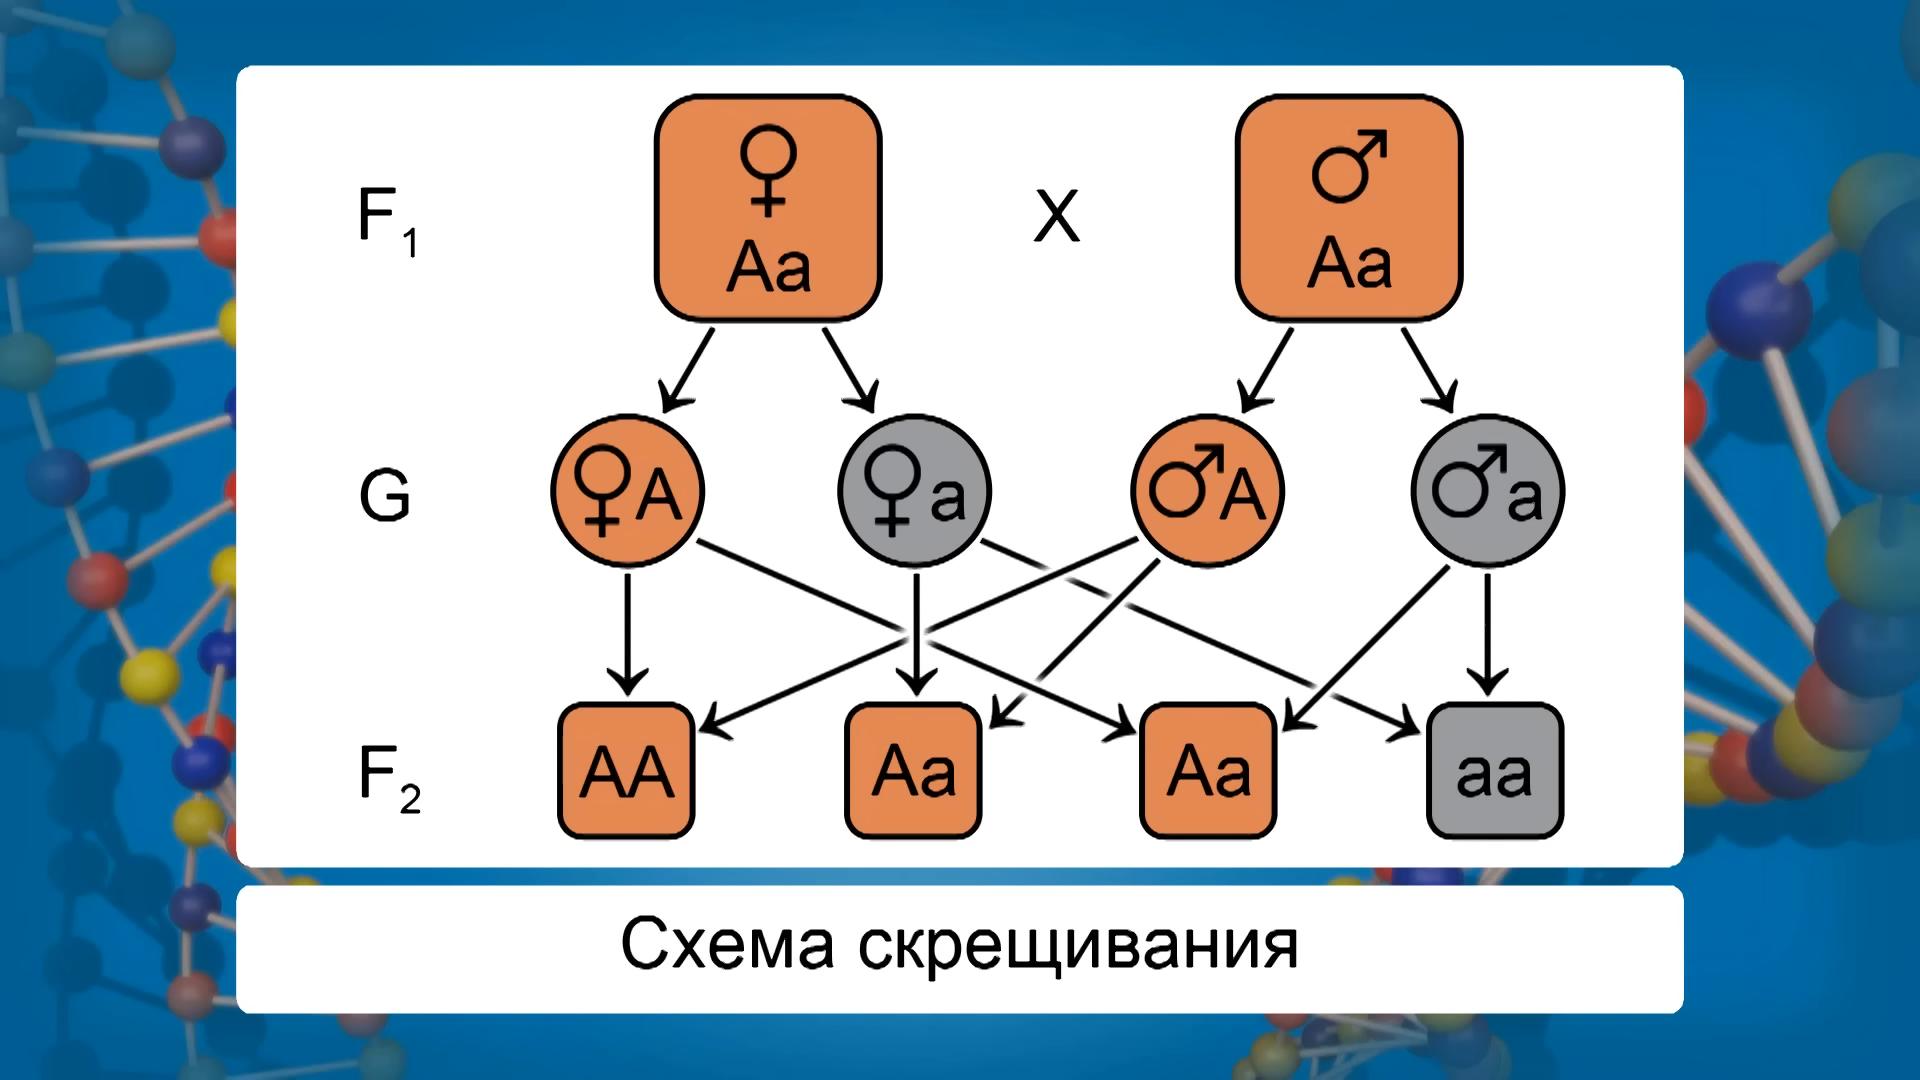 F1 ♀ X ♂
Aa Aa
G ♀A ♀a ♂A ♂a
F2 AA Aa Aa aa
Схема скрещивания